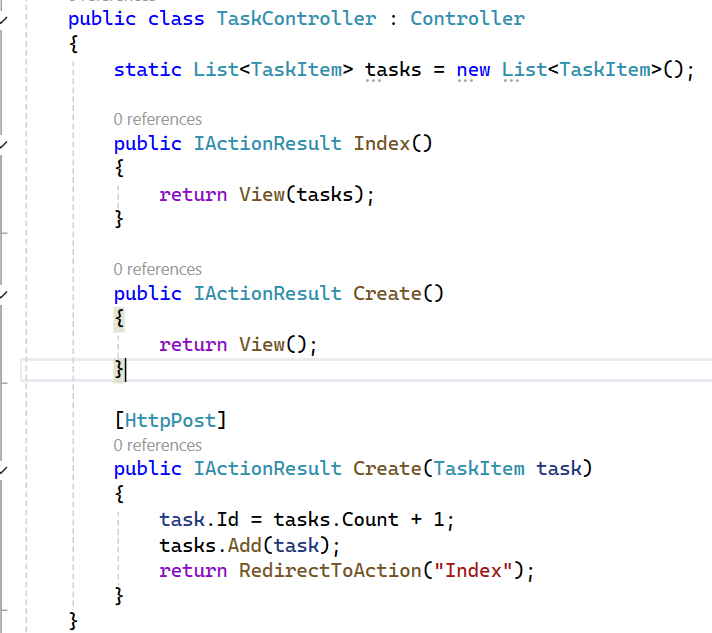 0 references
public class TaskController : Controller
{
static List<TaskItem> tasks = new List<TaskItem>();
0 references
public IActionResult Index()
{
return View(tasks);
}
0 references
public IActionResult Create()
{
return View();
}
[HttpPost]
0 references
public IActionResult Create(TaskItem task)
{
task.Id = tasks.Count + 1;
tasks.Add(task);
return RedirectToAction("Index");
}
}